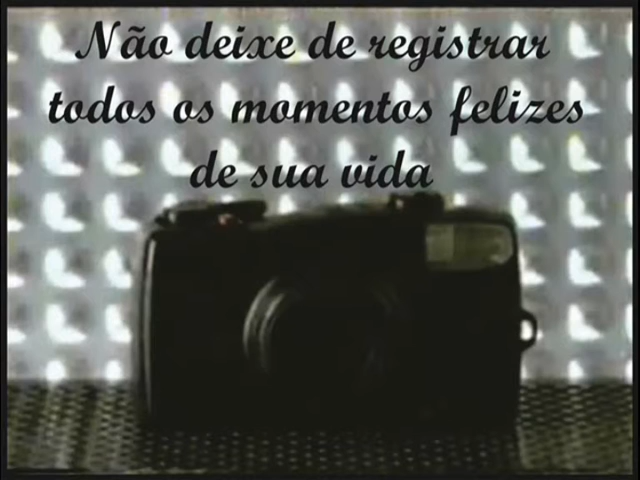 Não deixe de registrar
todos os momentos felizes
de sua vida